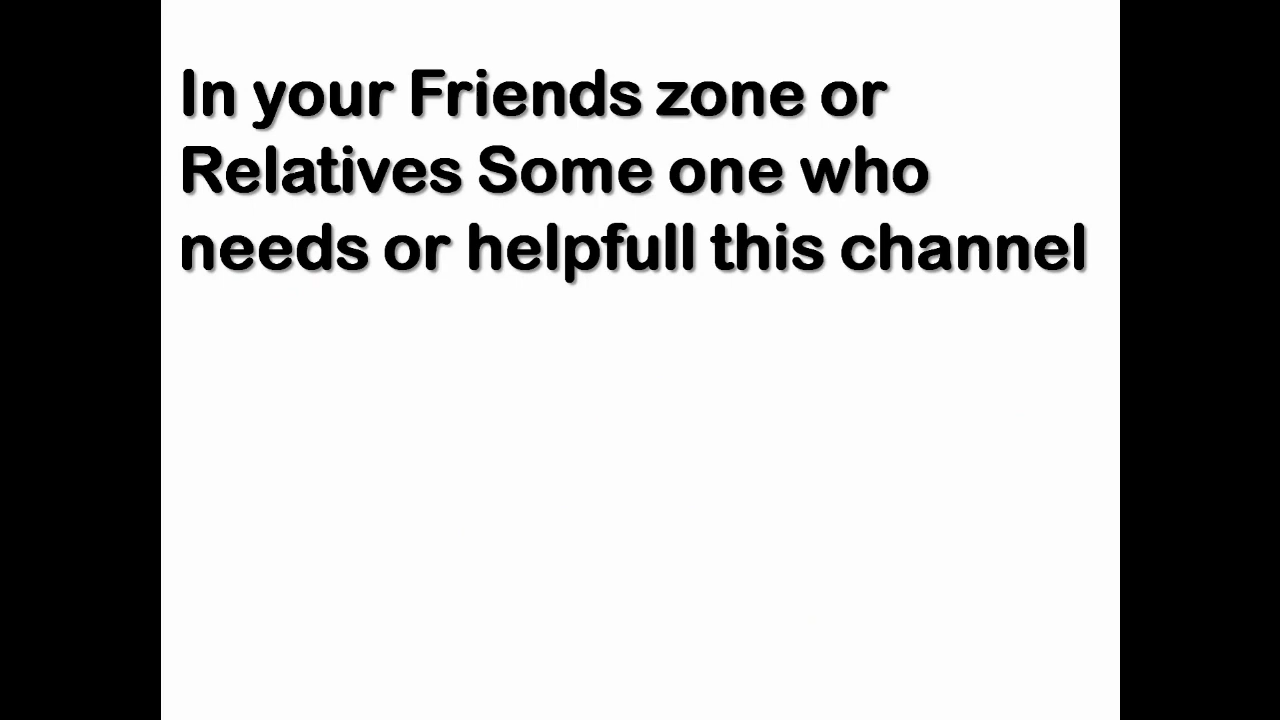 In your Friends zone or
Relatives Some one who
needs or helpfull this channel